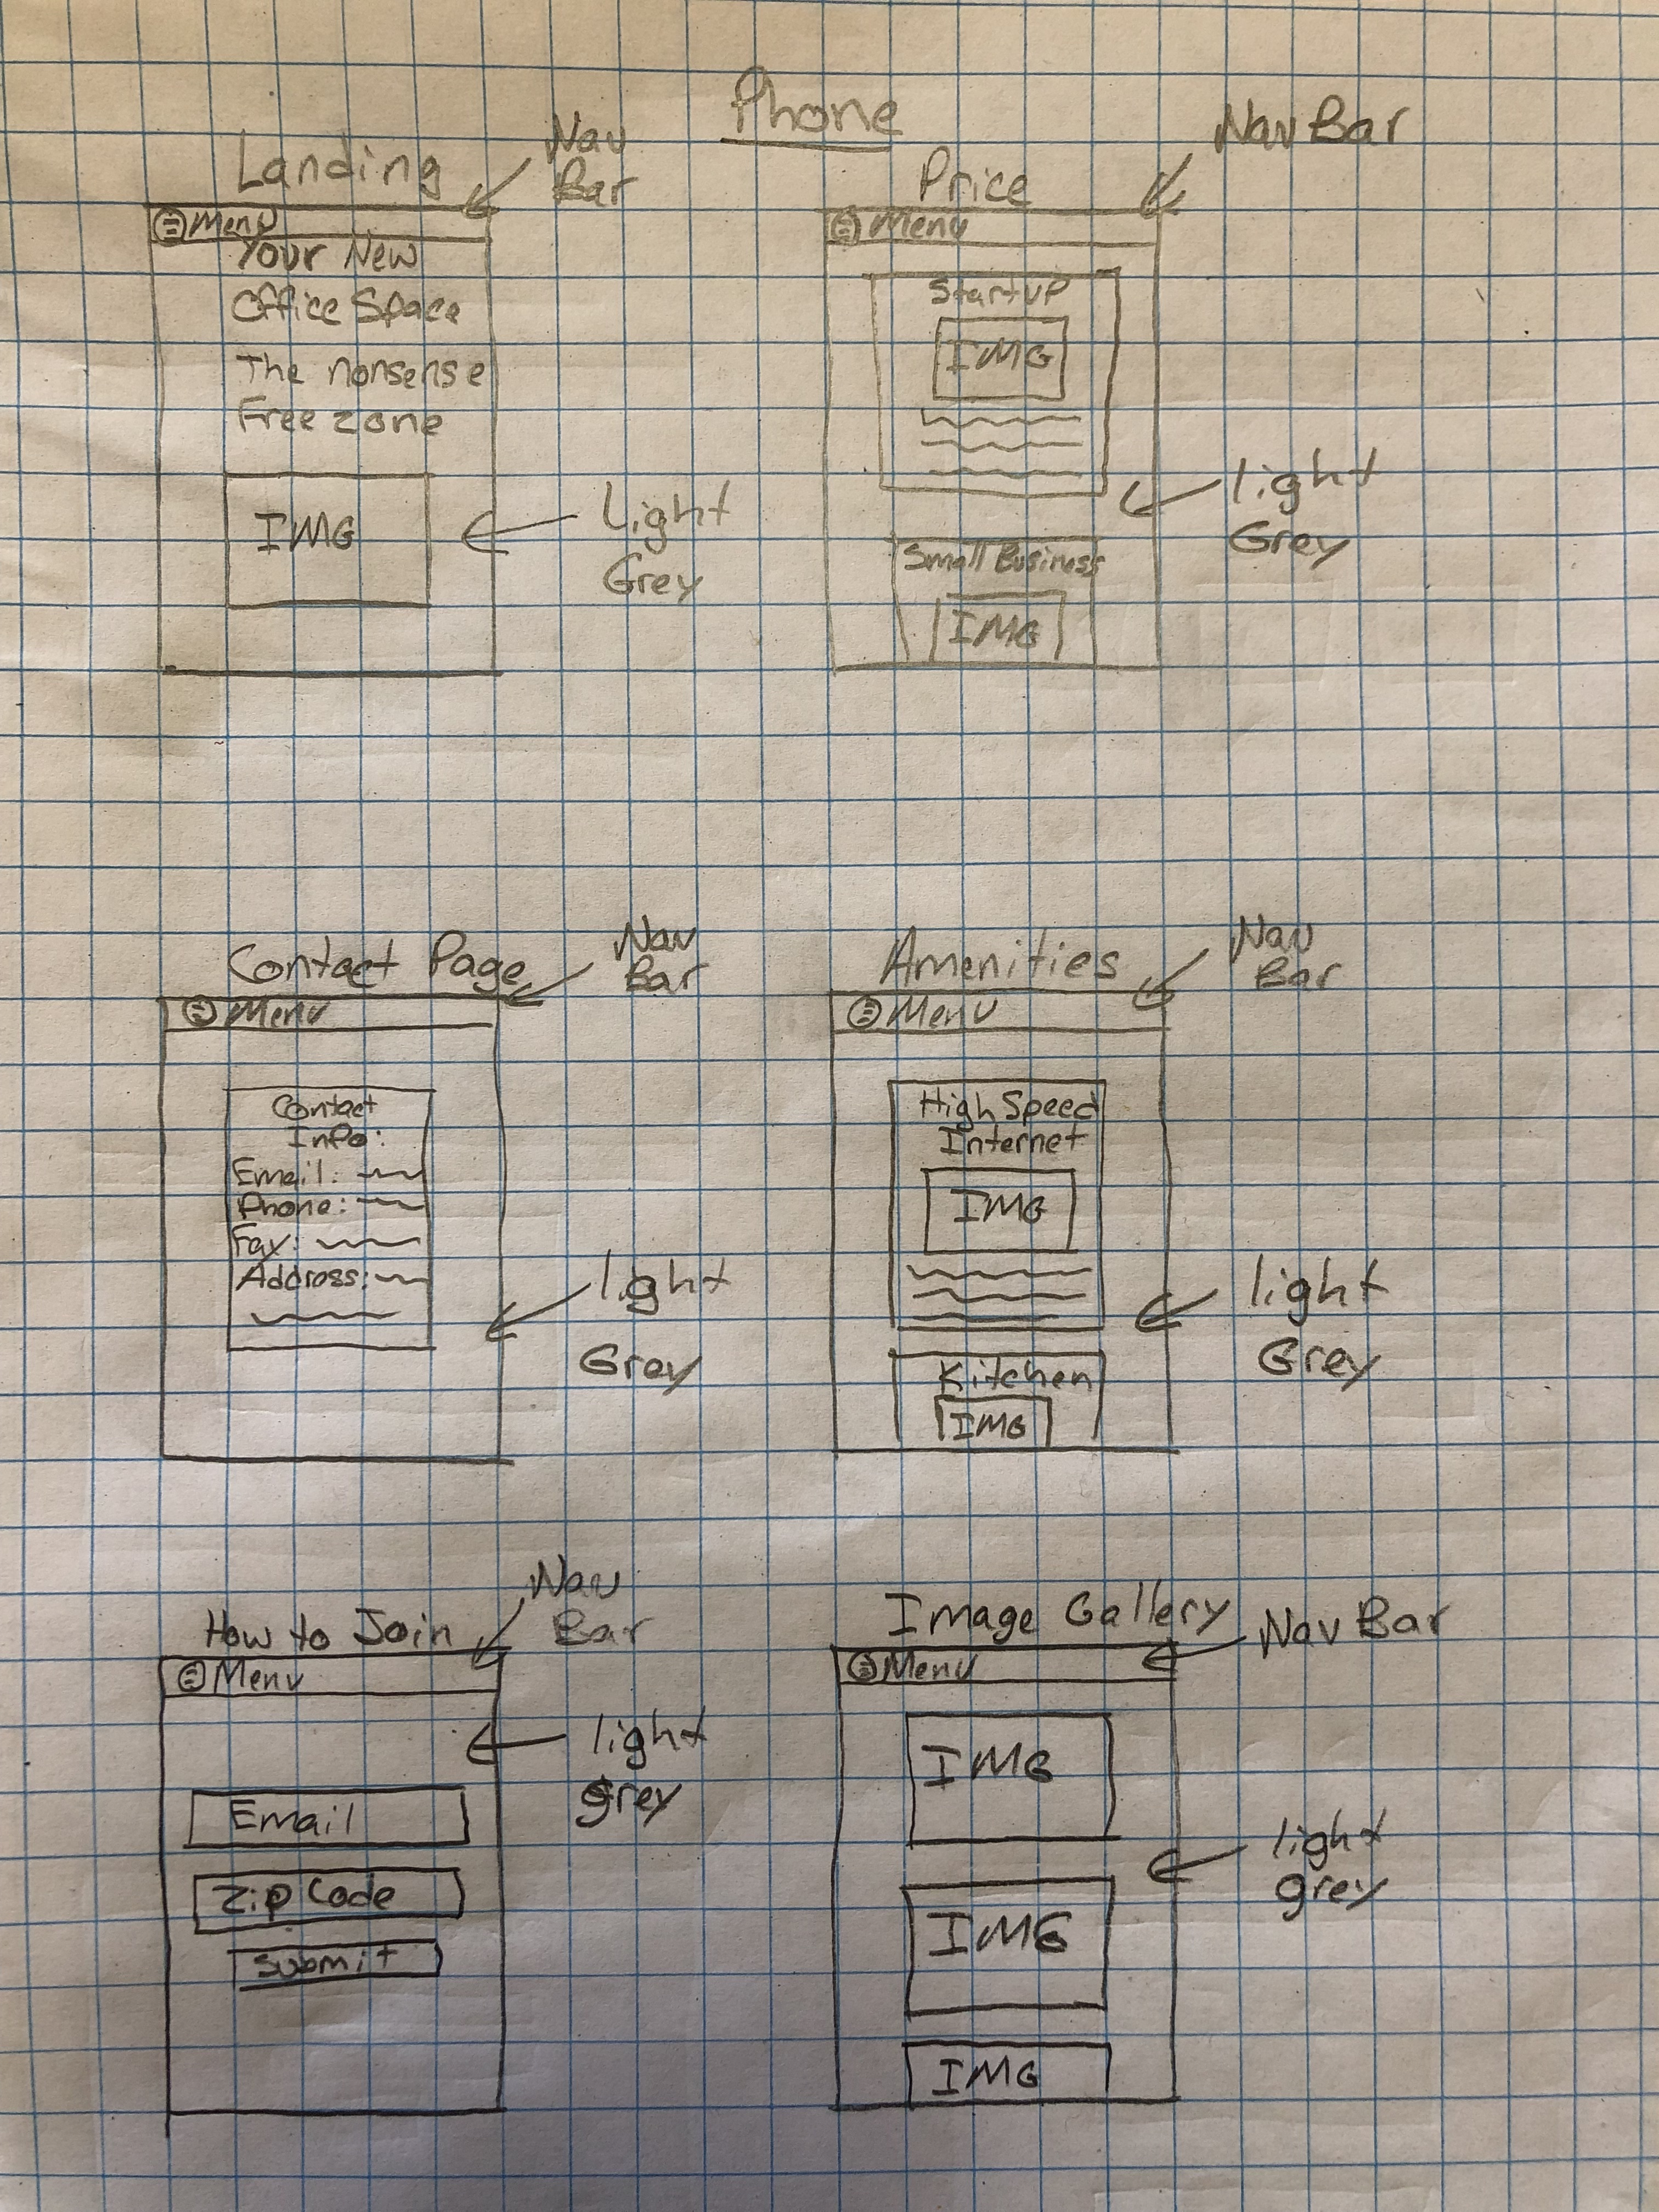 Phone
Landing
Nav
Bar
Menu
Your New
Office Space
The nonsense
Free zone
IMG
Light
Grey
Price
Nav Bar
Menu
Startup
IMG
light
Grey
Small Business
IMG
Contact Page
Nav
Bar
Menu
Contact
Info:
Email:
Phone:
Fax:
Address:
light
Grey
Amenities
Nav
Bar
Menu
High Speed
Internet
IMG
light
Grey
Kitchen
IMG
How to Join
Nav
Bar
Menu
light
grey
Email
Zip Code
Submit
Image Gallery
Nav Bar
Menu
IMG
light
grey
IMG
IMG